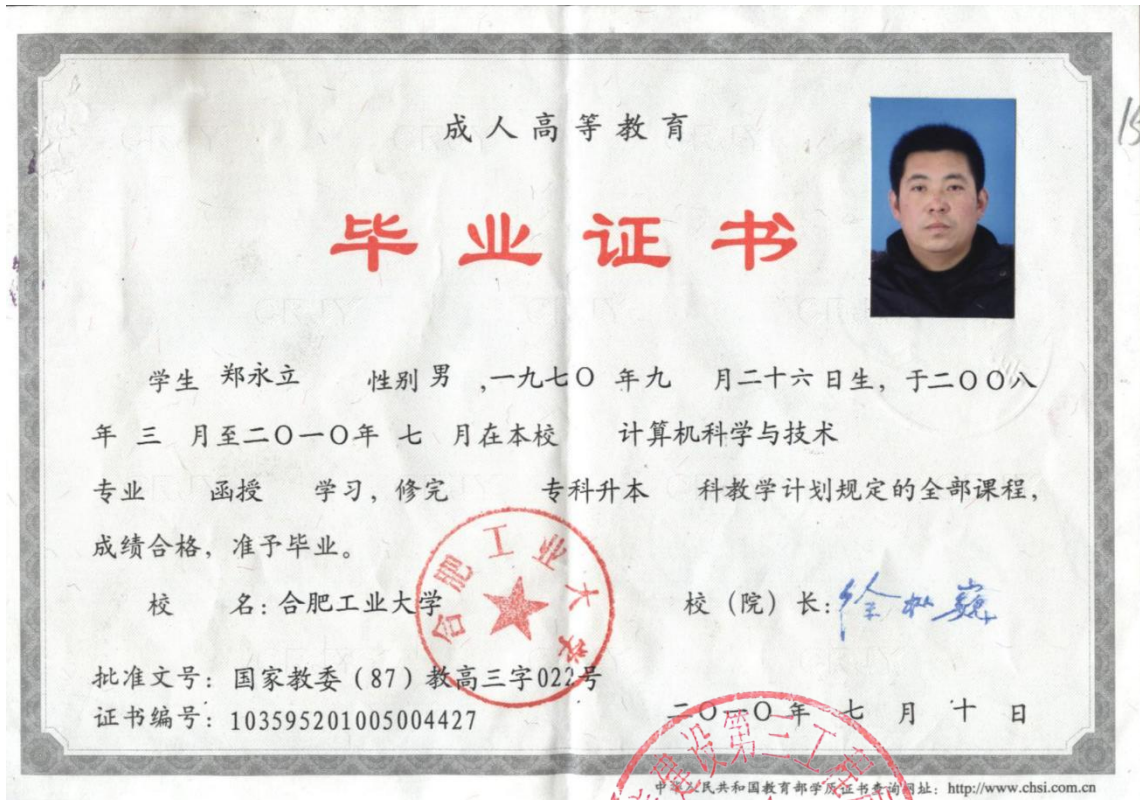 成人高等教育
毕业证书
学生 郑永立 性别 男 ,一九七〇 年九 月二十六日生，于二〇〇八
年 三 月至二〇一〇年 七 月在本校 计算机科学与技术
专业 函授 学习，修完 专科升本 科教学计划规定的全部课程，
成绩合格，准予毕业。
校 名：合肥工业大学 校（院）长：
合肥工业大学
批准文号：国家教委（87）教高三字022号
证书编号：103595201005004427 二〇一〇年 七 月 十 日
建设第三工程
中华人民共和国教育部学历证书查询网址：http://www.chsi.com.cn